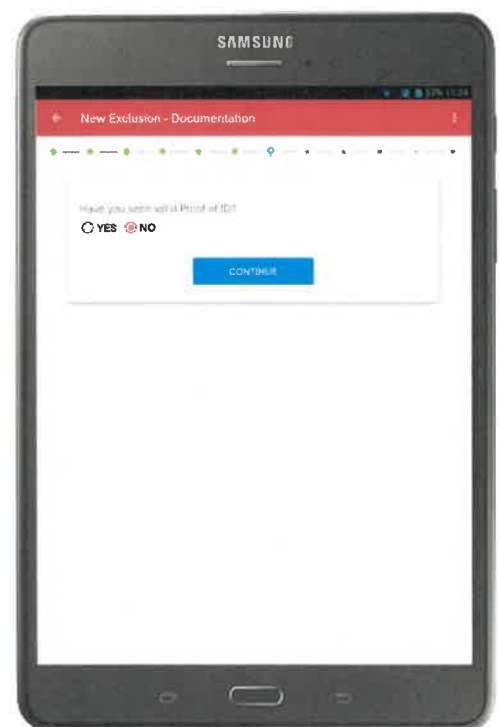 SAMSUNG
New Exclusion - Documentation
Have you seen valid Proof of ID?
YES NO
CONTINUE